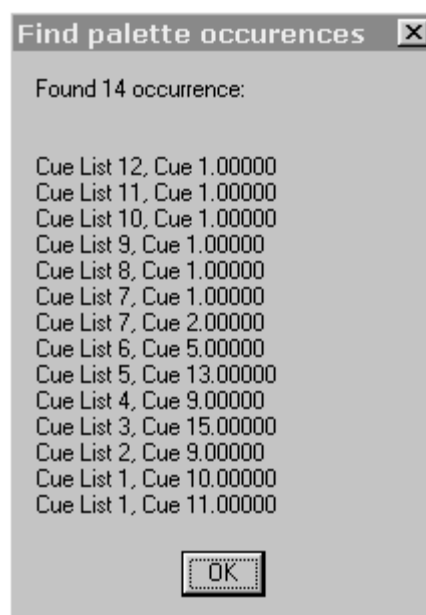 Find palette occurences
Found 14 occurrence:
Cue List 12, Cue 1.00000
Cue List 11, Cue 1.00000
Cue List 10, Cue 1.00000
Cue List 9, Cue 1.00000
Cue List 8, Cue 1.00000
Cue List 7, Cue 1.00000
Cue List 7, Cue 2.00000
Cue List 6, Cue 5.00000
Cue List 5, Cue 13.00000
Cue List 4, Cue 9.00000
Cue List 3, Cue 15.00000
Cue List 2, Cue 9.00000
Cue List 1, Cue 10.00000
Cue List 1, Cue 11.00000
OK